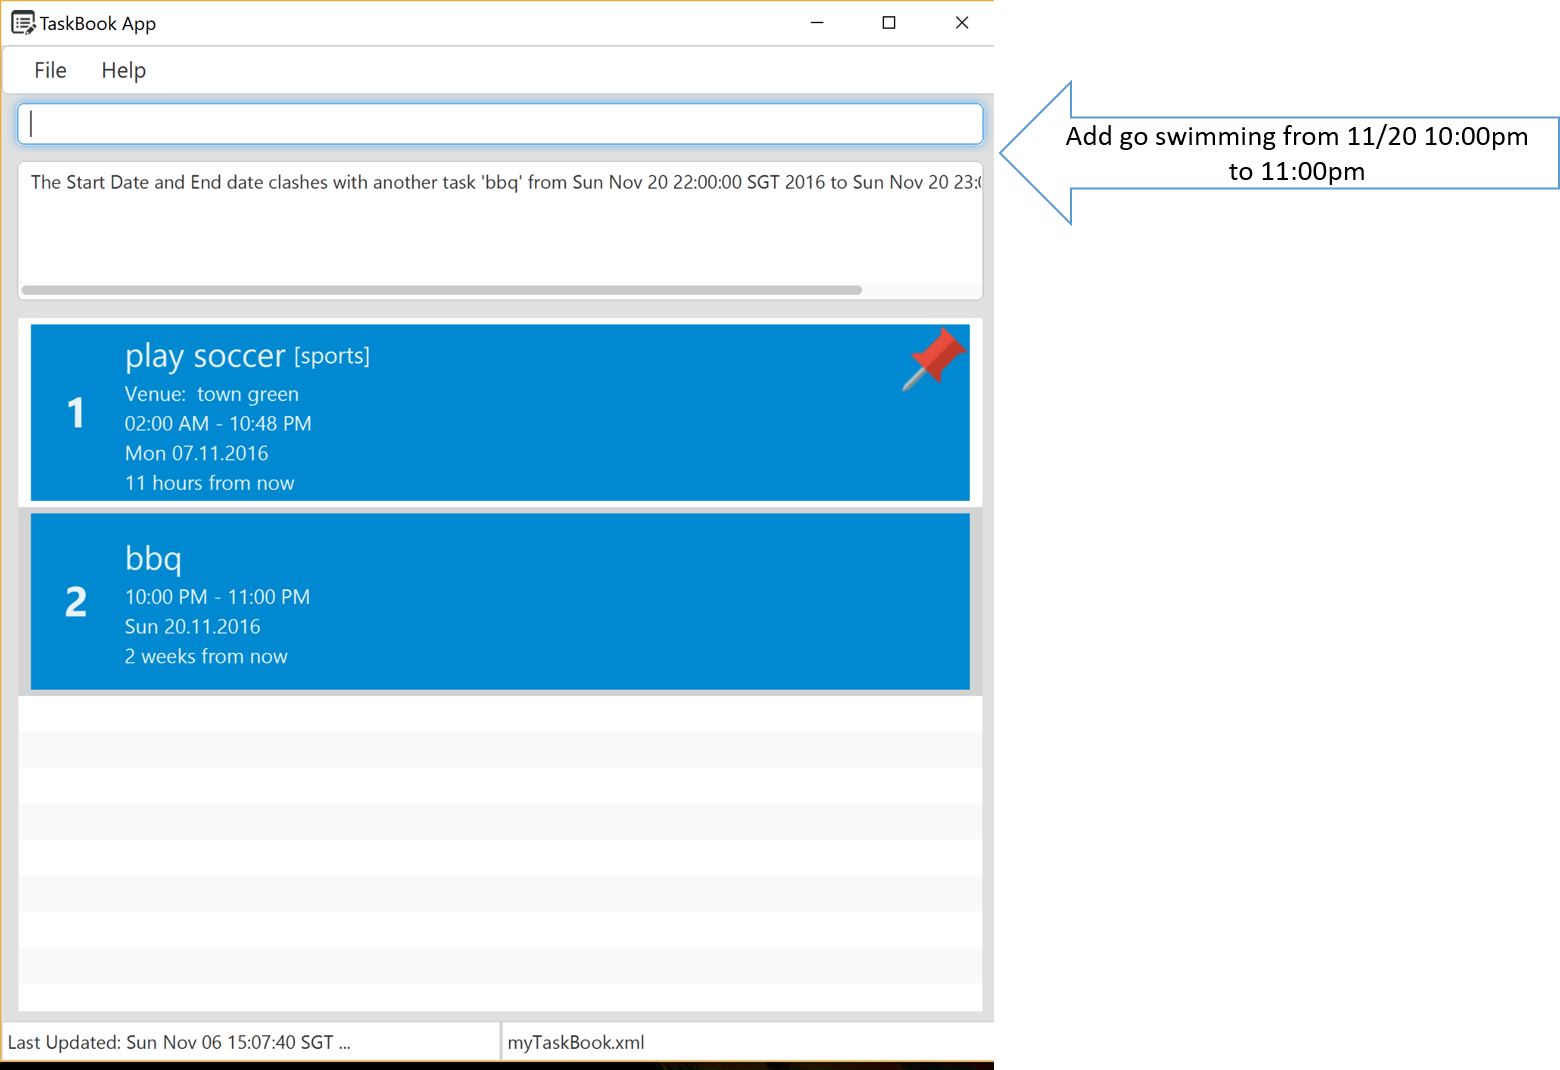 TaskBook App
File Help
Add go swimming from 11/20 10:00pm
to 11:00pm
The Start Date and End date clashes with another task 'bbq' from Sun Nov 20 22:00:00 SGT 2016 to Sun Nov 20 23:
1
play soccer [sports]
Venue: town green
02:00 AM - 10:48 PM
Mon 07.11.2016
11 hours from now
2
bbq
10:00 PM - 11:00 PM
Sun 20.11.2016
2 weeks from now
Last Updated: Sun Nov 06 15:07:40 SGT ...
myTaskBook.xml